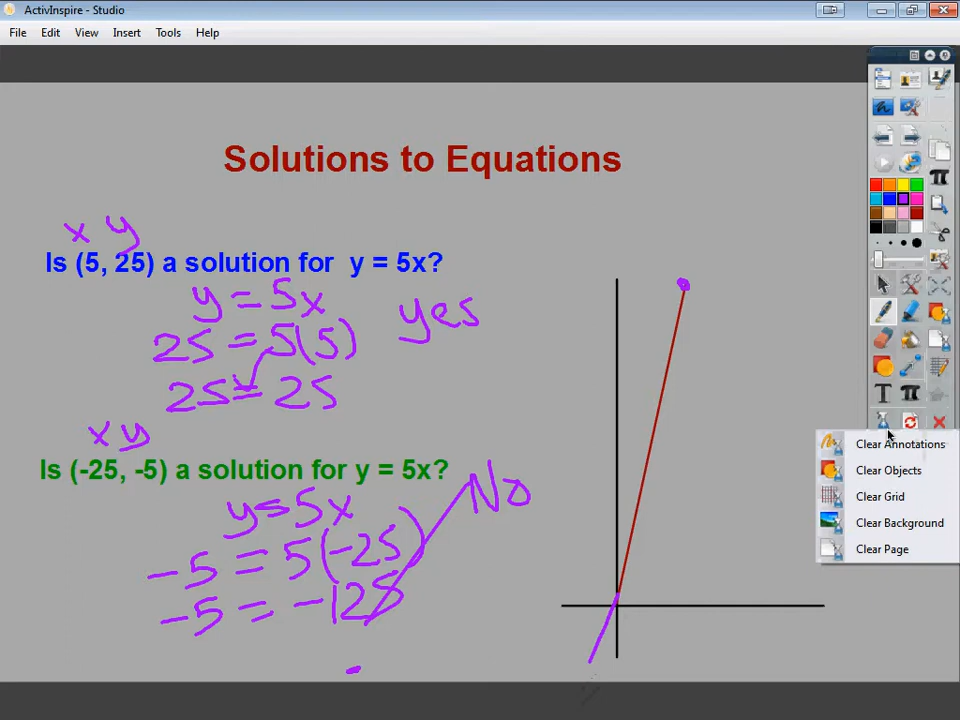 ActivInspire - Studio
File Edit View Insert Tools Help
Solutions to Equations
x y
Is (5, 25) a solution for y = 5x?
y = 5x
25 = 5(5)
yes
25 = 25
x y
Is (-25, -5) a solution for y = 5x?
y = 5x
No
-5 = 5(-25)
-5 = -125
T
Clear Annotations
Clear Objects
Clear Grid
Clear Background
Clear Page